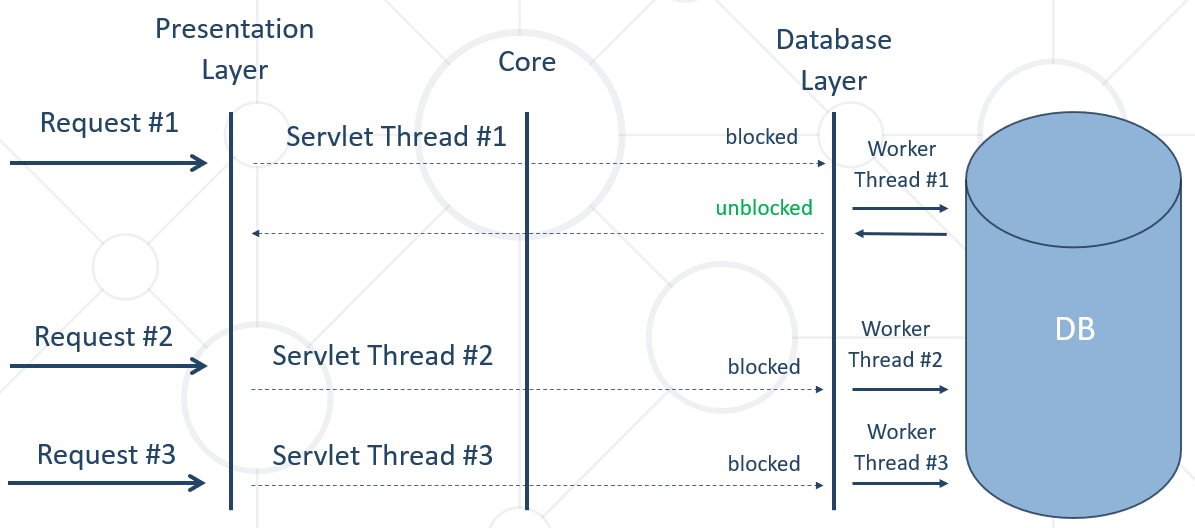 Presentation
Layer
Core
Database
Layer
Request #1
Servlet Thread #1
blocked
Worker
Thread #1
unblocked
Request #2
Servlet Thread #2
blocked
Worker
Thread #2
DB
Request #3
Servlet Thread #3
blocked
Worker
Thread #3